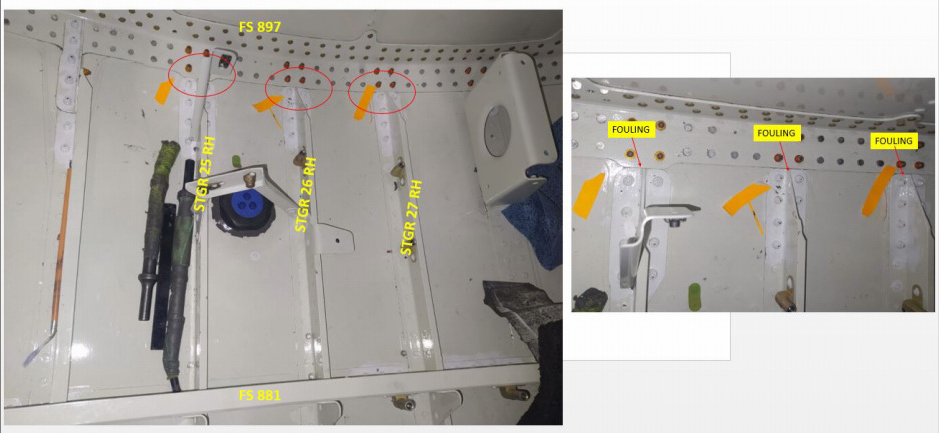 FS 897
STGR 25 RH
STGR 26 RH
STGR 27 RH
FS 881
FOULING
FOULING
FOULING